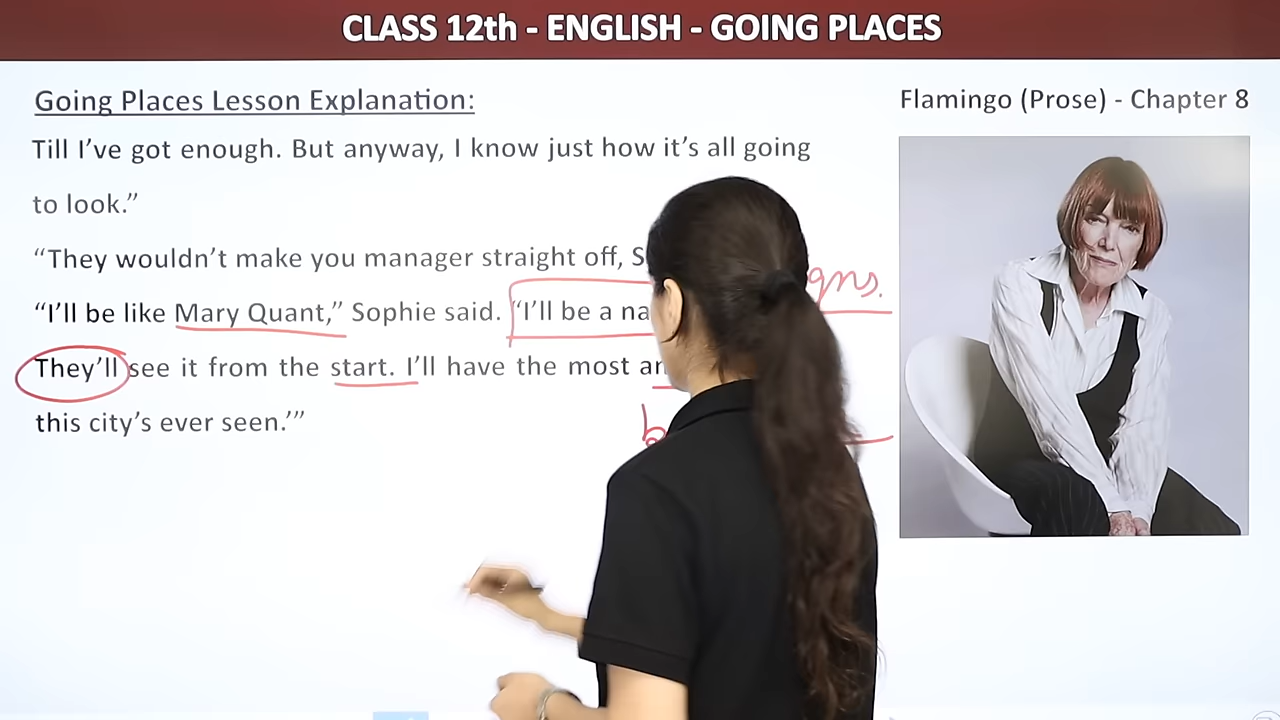 CLASS 12th - ENGLISH - GOING PLACES
Going Places Lesson Explanation:
Flamingo (Prose) - Chapter 8
Till I’ve got enough. But anyway, I know just how it’s all going
to look.”
“They wouldn’t make you manager straight off,
“I’ll be like Mary Quant,” Sophie said. “I’ll be a
They’ll see it from the start. I’ll have the most
this city’s ever seen.’”